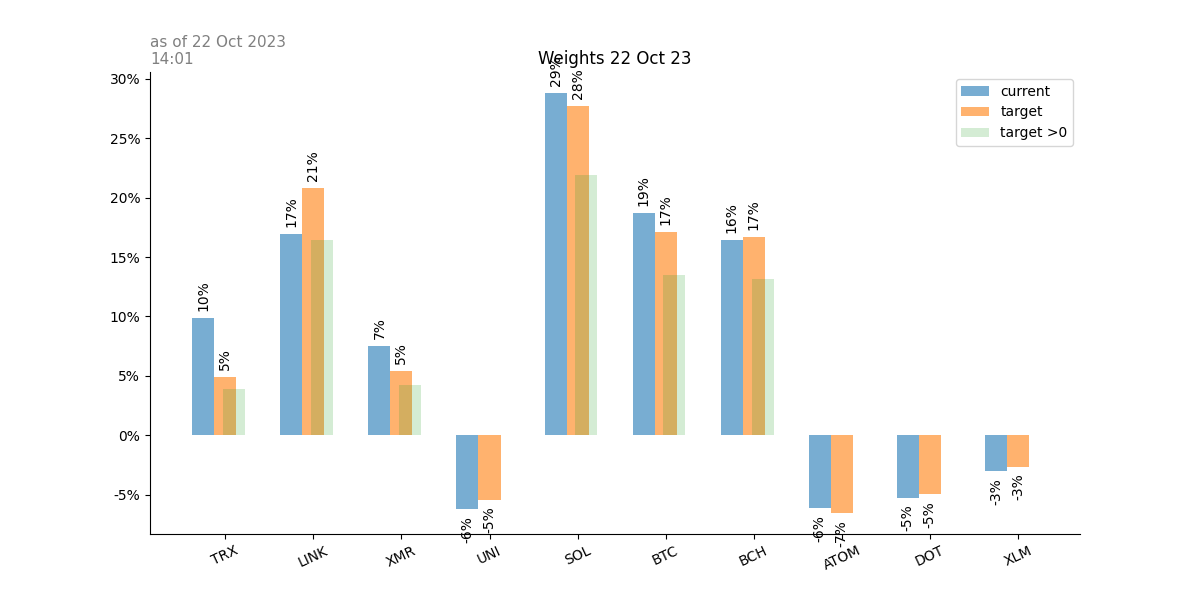 as of 22 Oct 2023
14:01
Weights 22 Oct 23
30%
25%
20%
15%
10%
5%
0%
-5%
current
target
target >0
10%
5%
17%
21%
7%
5%
-6%
-5%
29%
28%
19%
17%
16%
17%
-6%
-7%
-5%
-5%
-3%
-3%
TRX
LINK
XMR
UNI
SOL
BTC
BCH
ATOM
DOT
XLM